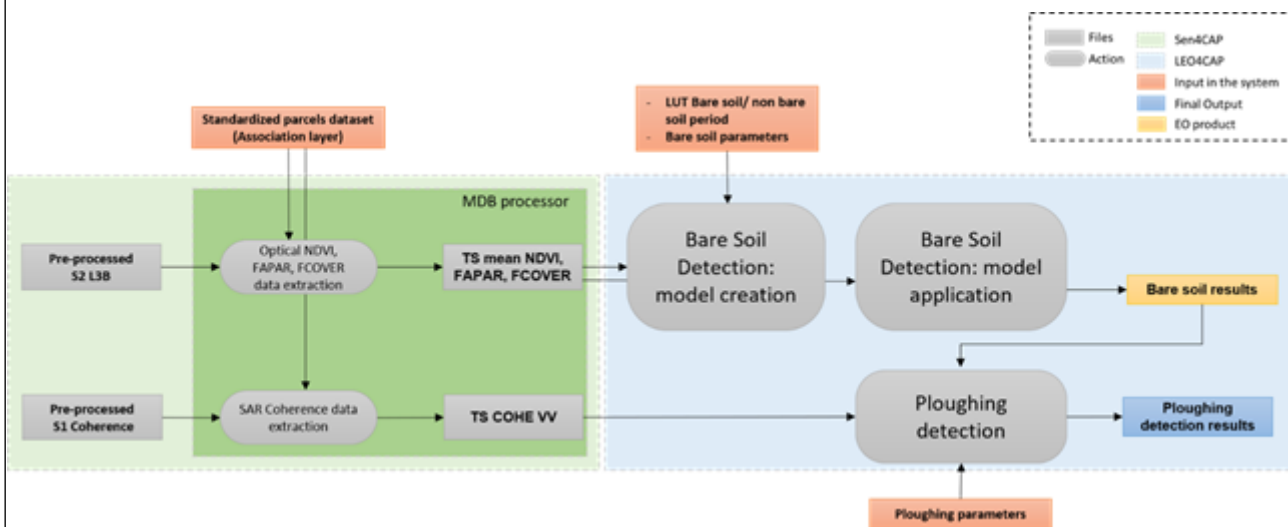 Files
Action
Sen4CAP
LEO4CAP
Input in the system
Final Output
EO product
Standardized parcels dataset
(Association layer)
- LUT Bare soil/ non bare
soil period
- Bare soil parameters
MDB processor
Pre-processed
S2 L3B
Optical NDVI,
FAPAR, FCOVER
data extraction
TS mean NDVI,
FAPAR, FCOVER
Bare Soil
Detection:
model creation
Bare Soil
Detection: model
application
Bare soil results
Pre-processed
S1 Coherence
SAR Coherence data
extraction
TS COHE VV
Ploughing
detection
Ploughing
detection results
Ploughing parameters